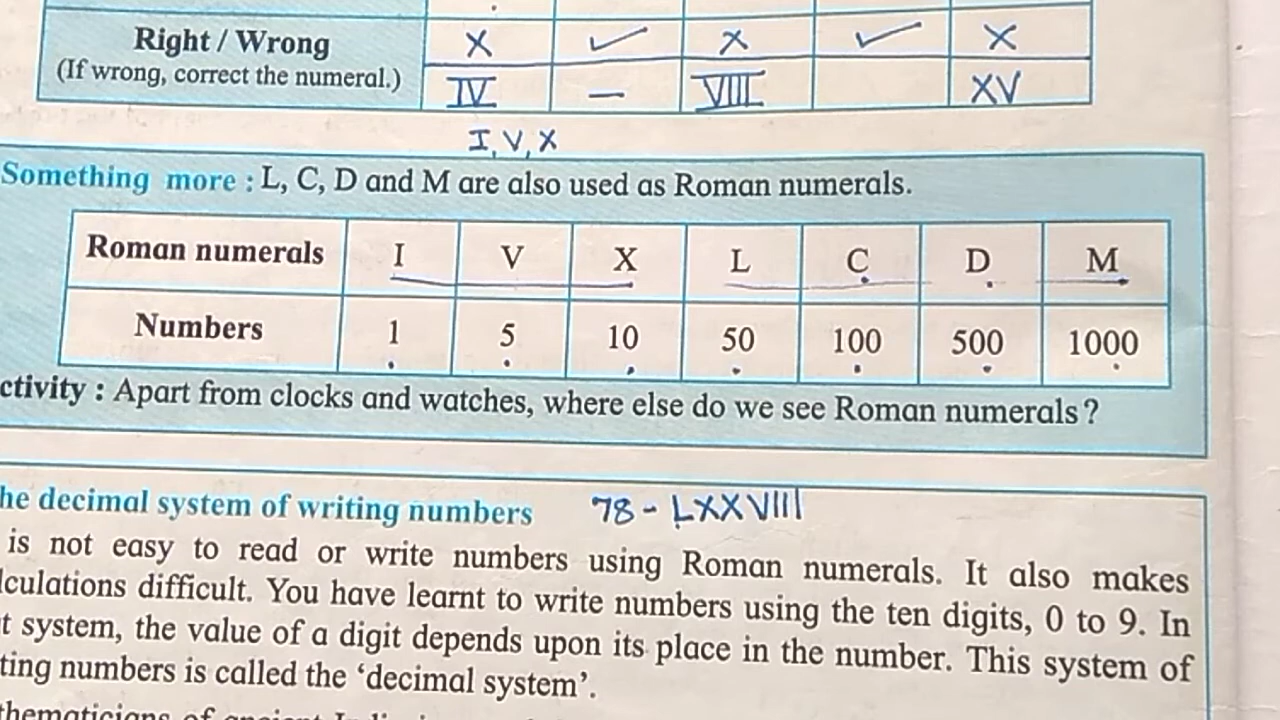 Right / Wrong X ✓ X ✓ X
(If wrong, correct the numeral.) IV — VIII XV
I, V, X
Something more : L, C, D and M are also used as Roman numerals.
Roman numerals I V X L C D M
Numbers 1 5 10 50 100 500 1000
ctivity : Apart from clocks and watches, where else do we see Roman numerals ?
he decimal system of writing numbers 78 - LXXVIII
is not easy to read or write numbers using Roman numerals. It also makes
lculations difficult. You have learnt to write numbers using the ten digits, 0 to 9. In
t system, the value of a digit depends upon its place in the number. This system of
ting numbers is called the ‘decimal system’.
thematicians of ancient